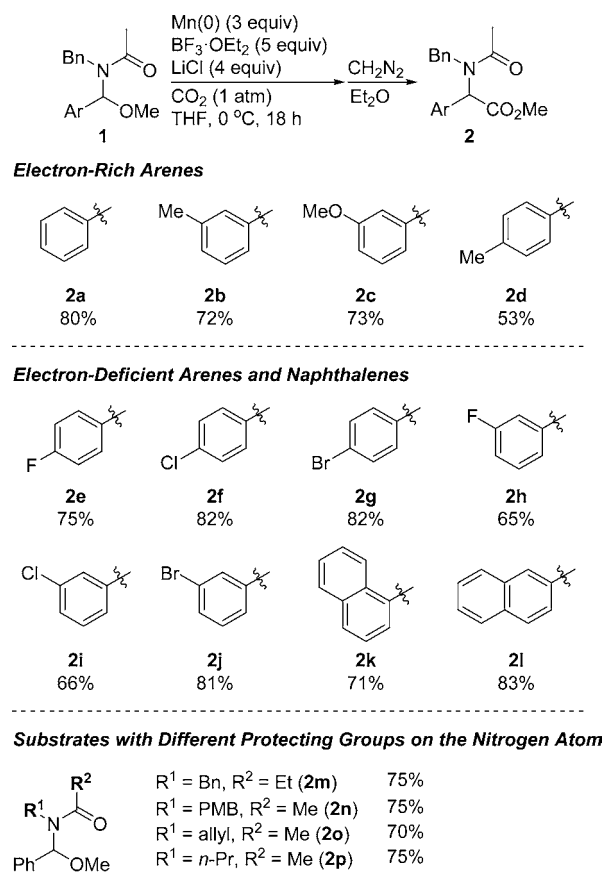 Mn(0) (3 equiv)
BF₃·OEt₂ (5 equiv)
LiCl (4 equiv)
CO₂ (1 atm)
THF, 0 °C, 18 h
CH₂N₂
Et₂O
Bn N O
Ar OMe
1
Bn N O
Ar CO₂Me
2
Electron-Rich Arenes
Me MeO Me
2a 2b 2c 2d
80% 72% 73% 53%
Electron-Deficient Arenes and Naphthalenes
F Cl Br F
2e 2f 2g 2h
75% 82% 82% 65%
Cl Br
2i 2j 2k 2l
66% 81% 71% 83%
Substrates with Different Protecting Groups on the Nitrogen Atom
R²
R¹ N O
Ph OMe
R¹ = Bn, R² = Et (2m) 75%
R¹ = PMB, R² = Me (2n) 75%
R¹ = allyl, R² = Me (2o) 70%
R¹ = n-Pr, R² = Me (2p) 75%